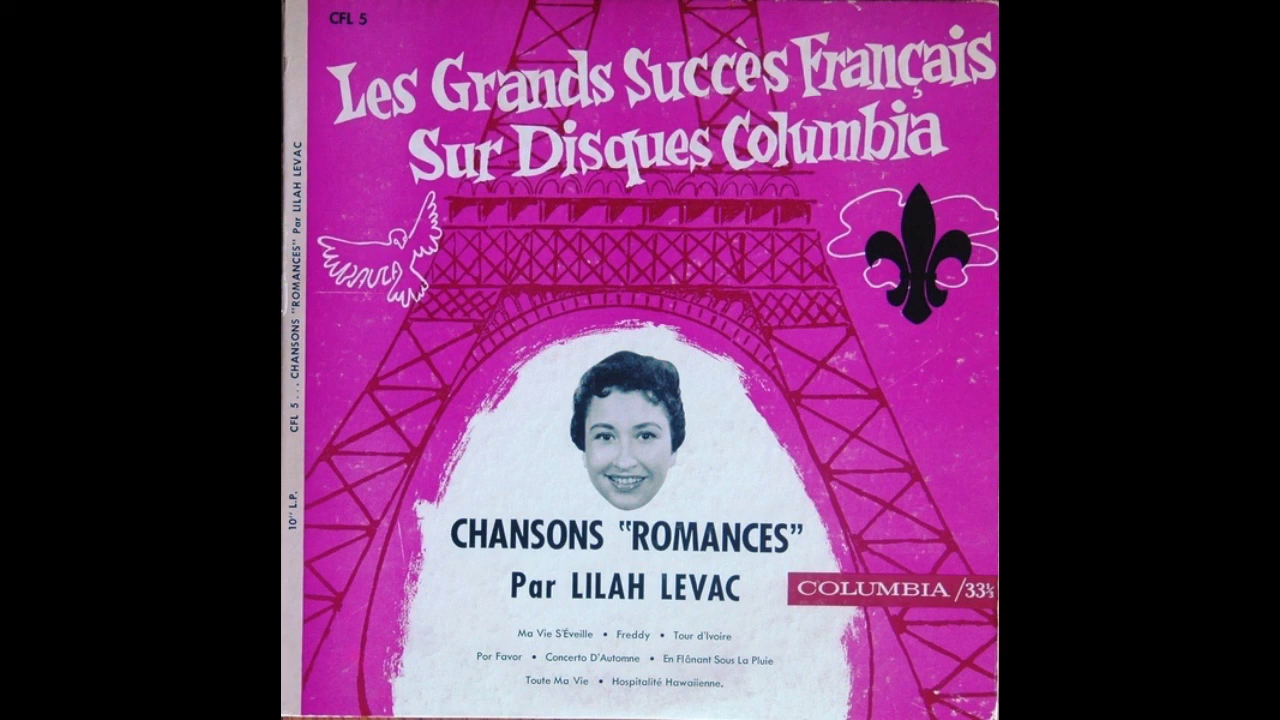 CFL 5
Les Grands Succès Français
Sur Disques Columbia
CHANSONS "ROMANCES"
Par LILAH LEVAC
COLUMBIA /33⅓
Ma Vie S'Éveille • Freddy • Tour d'Ivoire
Por Favor • Concerto D'Automne • En Flânant Sous La Pluie
Toute Ma Vie • Hospitalité Hawaiienne.
10" L.P. CFL 5 . . . CHANSONS "ROMANCES" Par LILAH LEVAC